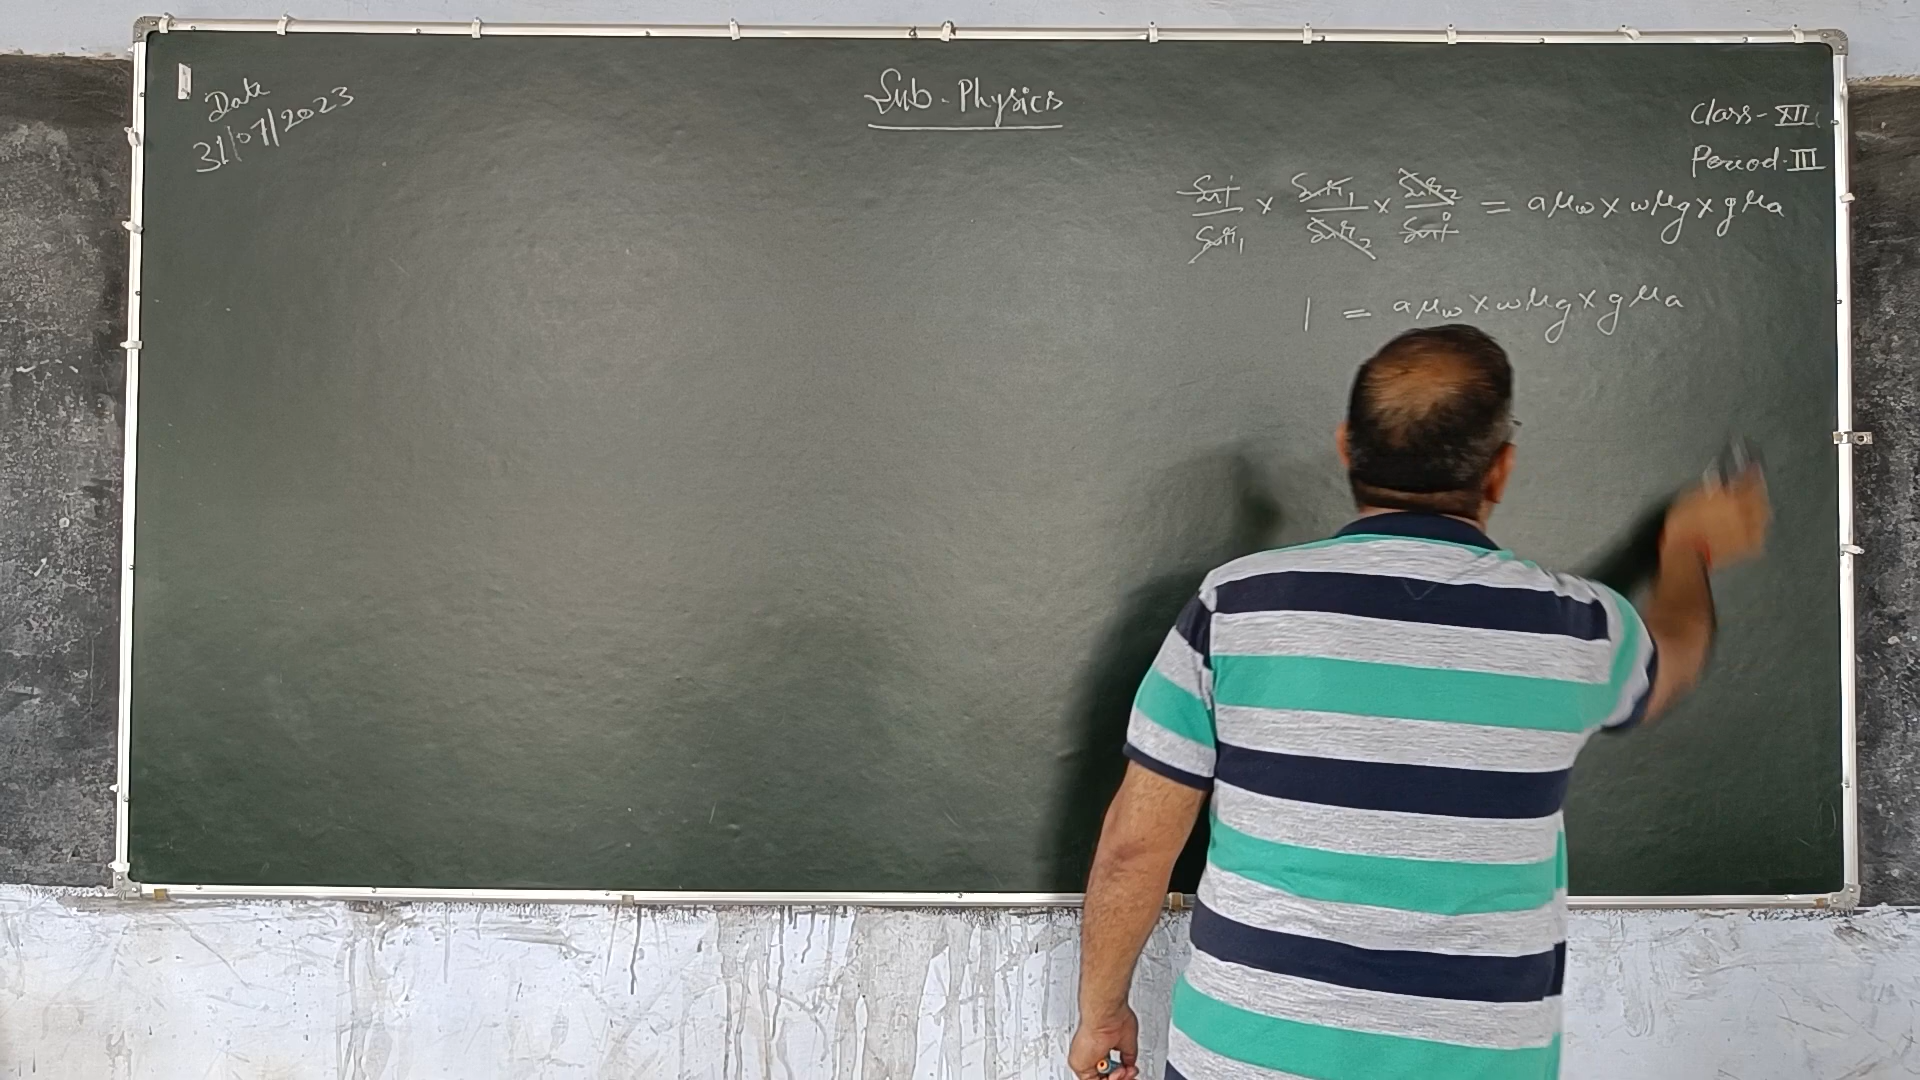 Date
31/07/2023
Sub - Physics
Class - XII
Period - III
Sin i / Sin r₁ × Sin r₁ / Sin r₂ × Sin r₂ / Sin i = aμw × wμg × gμa
1 = aμw × wμg × gμa